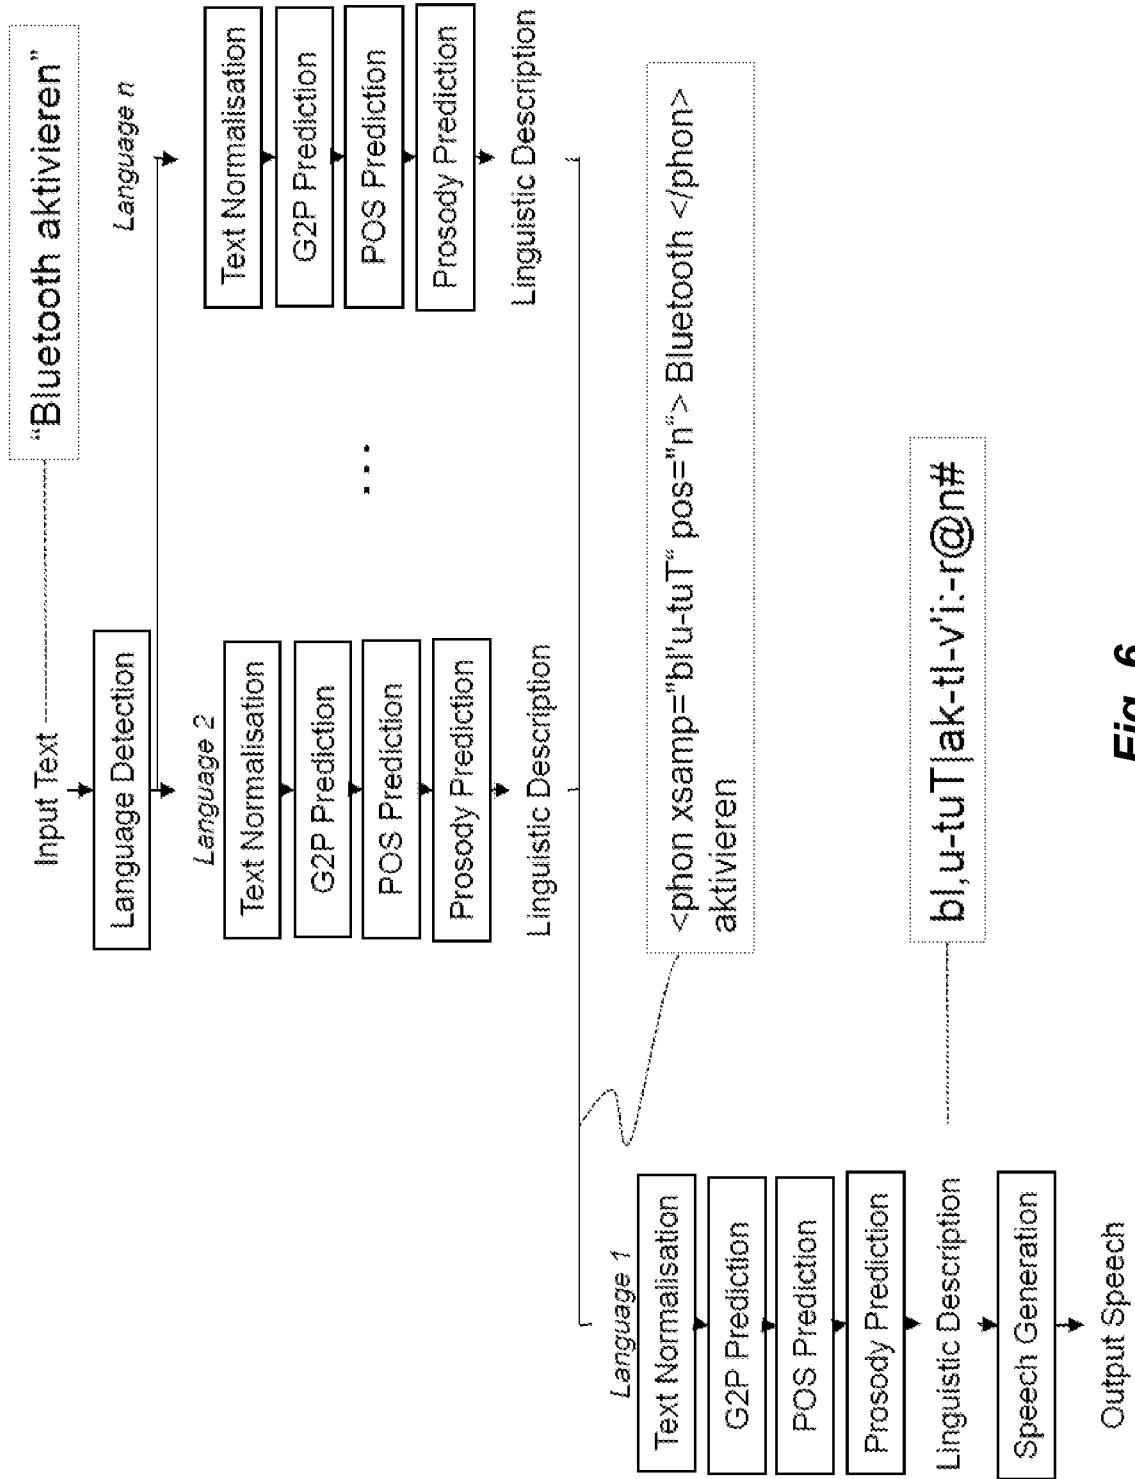 Input Text
“Bluetooth aktivieren”
Language Detection
Language 2
Text Normalisation
G2P Prediction
POS Prediction
Prosody Prediction
Linguistic Description
...
Language n
Text Normalisation
G2P Prediction
POS Prediction
Prosody Prediction
Linguistic Description
<phon xsamp="bl'u-tuT“ pos="n“> Bluetooth </phon>
aktivieren
Language 1
Text Normalisation
G2P Prediction
POS Prediction
Prosody Prediction
Linguistic Description
bl,u-tuT|ak-tI-v'i:-r@n#
Speech Generation
Output Speech
Fig. 6